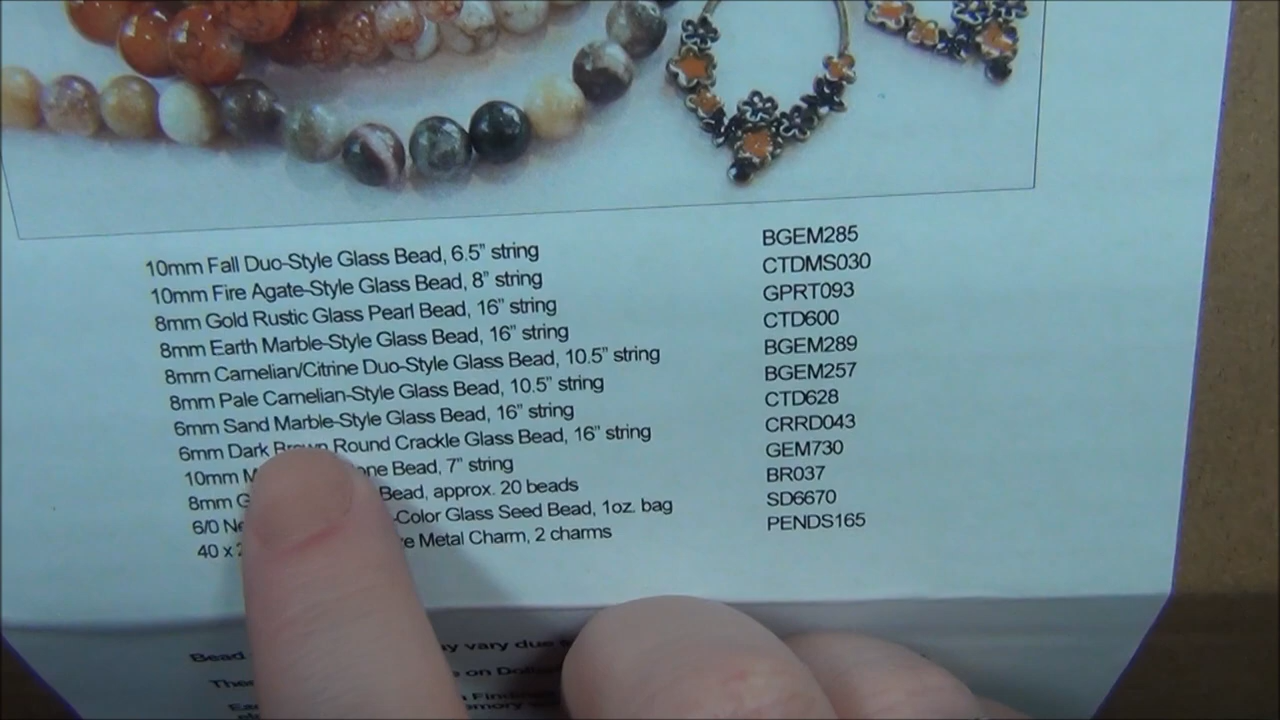 10mm Fall Duo-Style Glass Bead, 6.5" string BGEM285
10mm Fire Agate-Style Glass Bead, 8" string CTDMS030
8mm Gold Rustic Glass Pearl Bead, 16" string GPRT093
8mm Earth Marble-Style Glass Bead, 16" string CTD600
8mm Carnelian/Citrine Duo-Style Glass Bead, 10.5" string BGEM289
8mm Pale Carnelian-Style Glass Bead, 10.5" string BGEM257
6mm Sand Marble-Style Glass Bead, 16" string CTD628
6mm Dark Brown Round Crackle Glass Bead, 16" string CRRD043
10mm Bead, 7" string GEM730
8mm Bead, approx. 20 beads BR037
6/0 -Color Glass Seed Bead, 1oz. bag SD6670
40 x Metal Charm, 2 charms PENDS165
Bead vary due
on